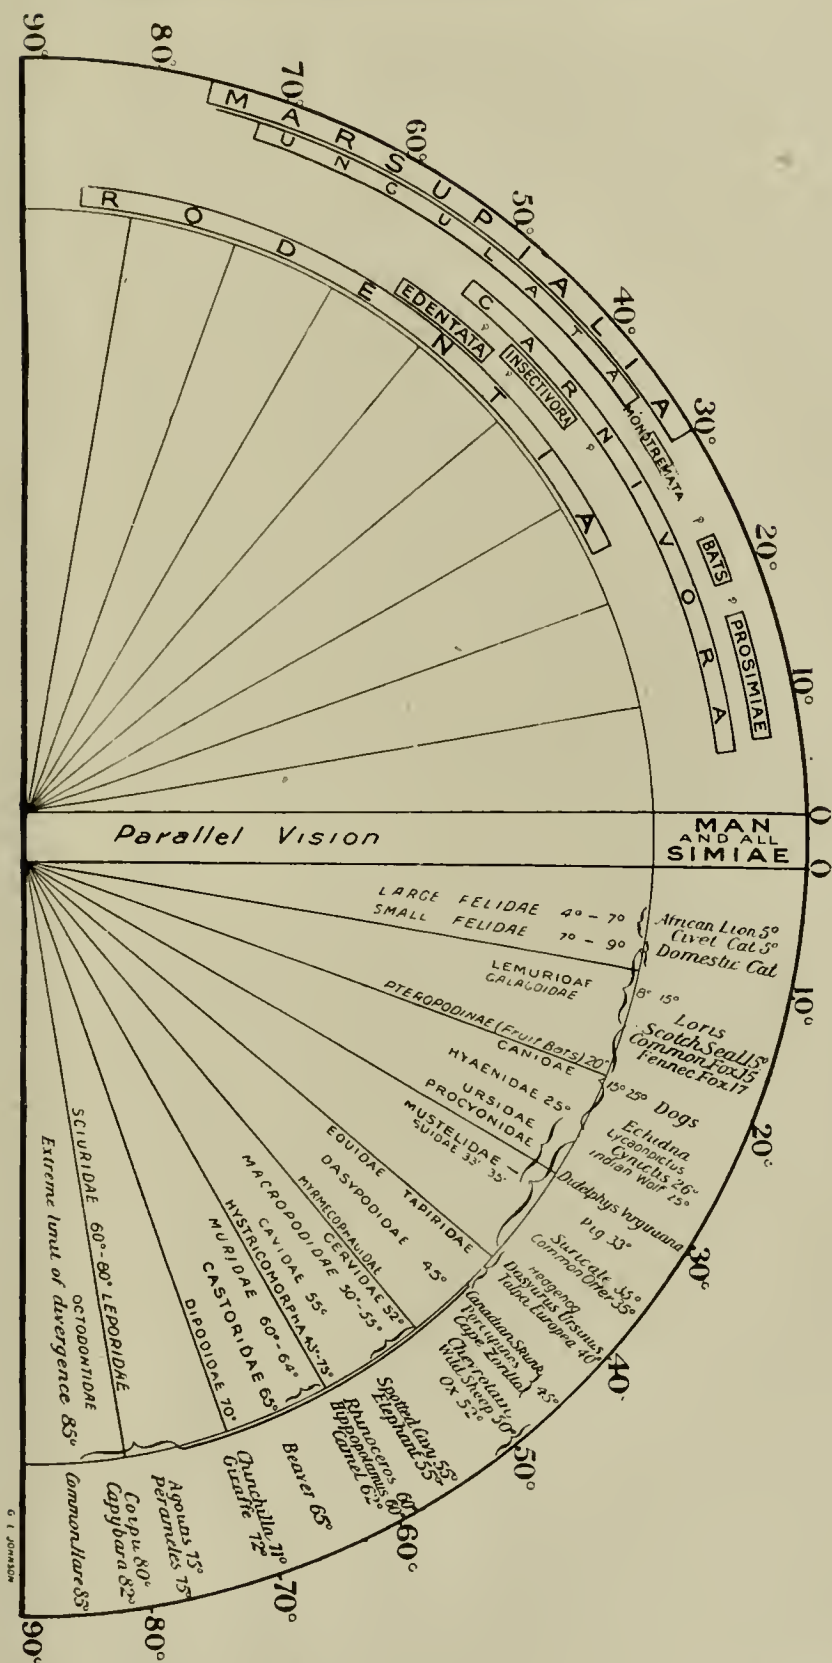 90°
80°
70°
60°
50°
40°
30°
20°
10°
0
MARSUPIALIA
UNGULATA
RODENTIA
EDENTATA
CARNIVORA
INSECTIVORA
MONOTREMATA
BATS
PROSIMIAE
Parallel Vision
MAN
AND ALL
SIMIAE
0
10°
20°
30°
40°
50°
60°
70°
80°
90°
LARGE FELIDAE 4° – 7°
SMALL FELIDAE 7° – 9°
African Lion 5°
Civet Cat 5°
Domestic Cat
LEMURIOAF
GALAGOIDAE
8° 15°
Loris
Scotch Seal 15°
Common Fox 15
Fennec Fox 17
PTEROPODINAE (Fruit Bats) 20°
CANIOAE
15° 25°
Dogs
HYAENIDAE 25°
URSIDAE
PROCYONIDAE
Echidna
Lycaon pictus
Cynictis 26°
Indian Wolf 25°
MUSTELIDAE –
SUIDAE 33° 35°
Didelphys Virginiana
Pig 33°
Suricate 35°
Common Otter 35°
EQUIDAE TAPIRIDAE
DASYPODIDAE 45°
Hedgehog
Dasyurus Ursinus
Talpa Europea 40°
MYRMECOPHAGIDAE
CERVIDAE 52°
Canadian Skunk
Porcupines
Cape Zorilla
45°
MACROPODIDAE 50°-55°
CAVIDAE 55°
Chevrotain
Wild Sheep 50°
Ox 52°
HYSTRICOMORPHA 43°-75°
MURIDAE 60°-64°
CASTORIDAE 65°
Spotted Cavy 55°
Elephant 55°
Rhinoceros 60°
Hippopotamus 60°
Camel 62°
DIPODIDAE 70°
Beaver 65°
Chinchilla 71°
Giraffe 72°
SCIURIDAE 60°-80° LEPORIDAE
OCTODONTIDAE
Extreme limit of divergence 85°
Agoutis 75°
Perameles 75°
Coypu 80°
Capybara 82°
Common Hare 85°
G L JOHNSON